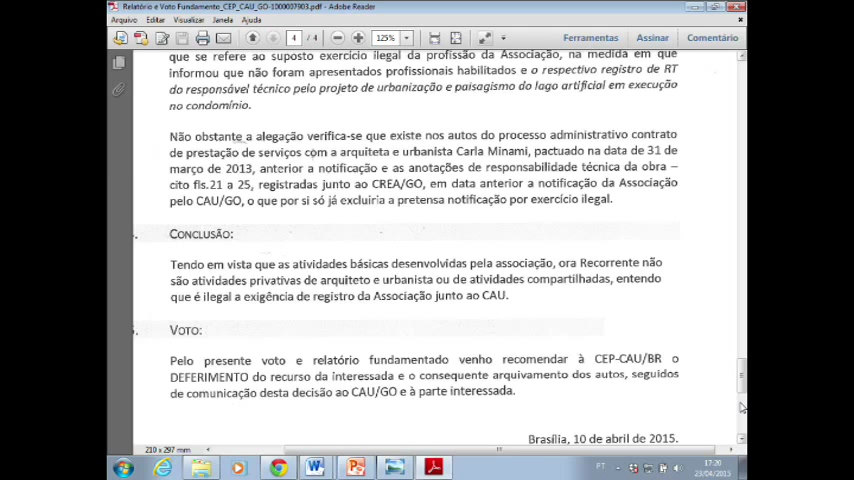 Relatório e Voto Fundamento_CEP_CAU_GO-1000007903.pdf - Adobe Reader
Arquivo Editar Visualizar Janela Ajuda
4 / 4 125% Ferramentas Assinar Comentário
que se refere ao suposto exercício ilegal da profissão da Associação, na medida em que
informou que não foram apresentados profissionais habilitados e o respectivo registro de RT
do responsável técnico pelo projeto de urbanização e paisagismo do lago artificial em execução
no condomínio.
Não obstante a alegação verifica-se que existe nos autos do processo administrativo contrato
de prestação de serviços com a arquiteta e urbanista Carla Minami, pactuado na data de 31 de
março de 2013, anterior a notificação e as anotações de responsabilidade técnica da obra –
cito fls.21 a 25, registradas junto ao CREA/GO, em data anterior a notificação da Associação
pelo CAU/GO, o que por si só já excluiria a pretensa notificação por exercício ilegal.
CONCLUSÃO:
Tendo em vista que as atividades básicas desenvolvidas pela associação, ora Recorrente não
são atividades privativas de arquiteto e urbanista ou de atividades compartilhadas, entendo
que é ilegal a exigência de registro da Associação junto ao CAU.
VOTO:
Pelo presente voto e relatório fundamentado venho recomendar à CEP-CAU/BR o
DEFERIMENTO do recurso da interessada e o consequente arquivamento dos autos, seguidos
de comunicação desta decisão ao CAU/GO e à parte interessada.
Brasília, 10 de abril de 2015.
210 x 297 mm
PT 17:20
23/04/2015